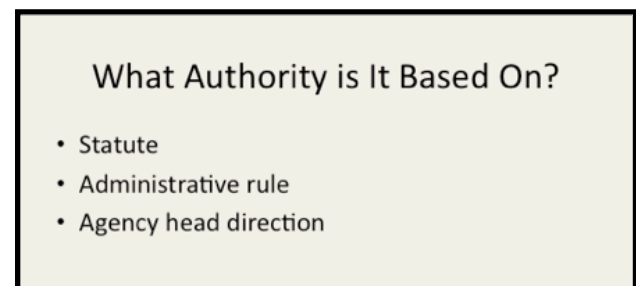 What Authority is It Based On?
• Statute
• Administrative rule
• Agency head direction